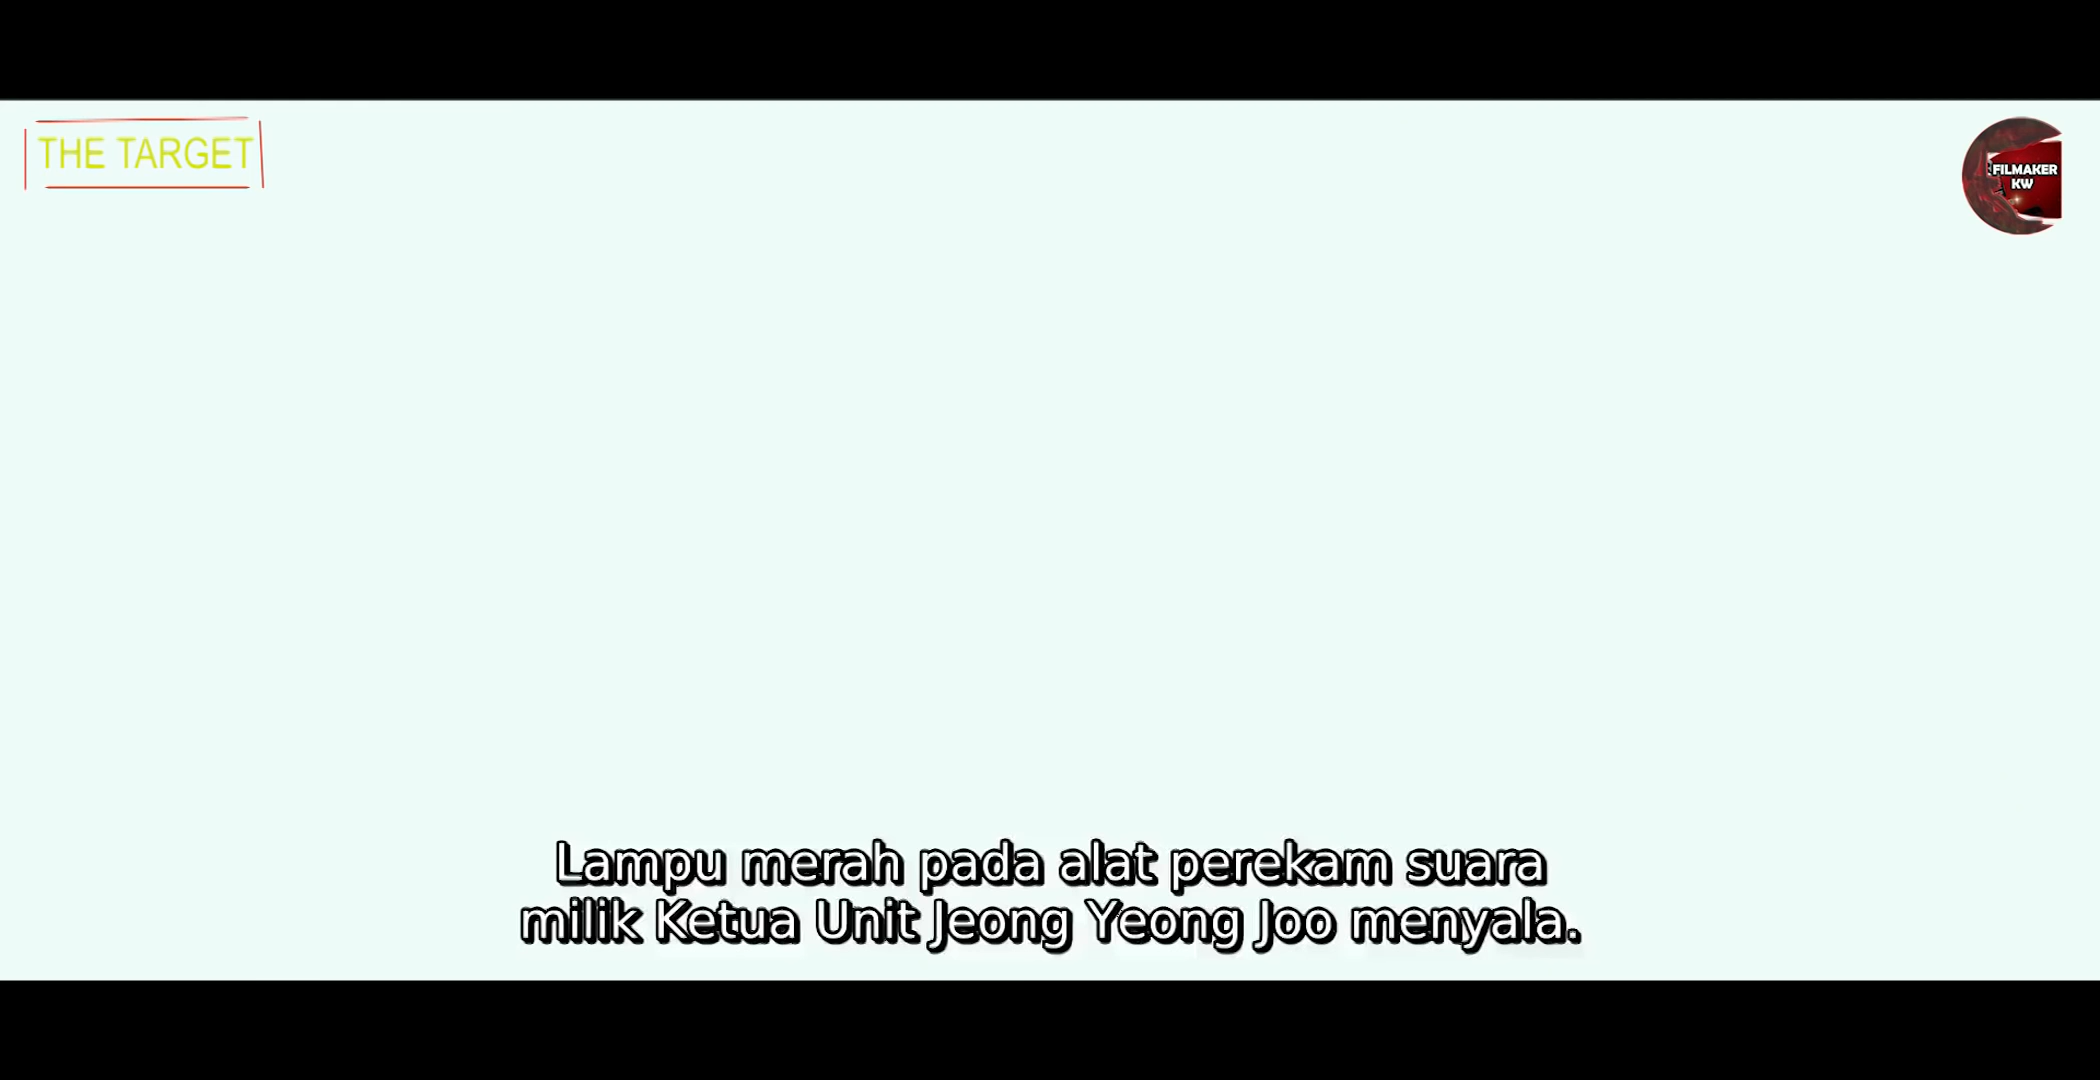 THE TARGET
FILMAKER
KW
Lampu merah pada alat perekam suara
milik Ketua Unit Jeong Yeong Joo menyala.